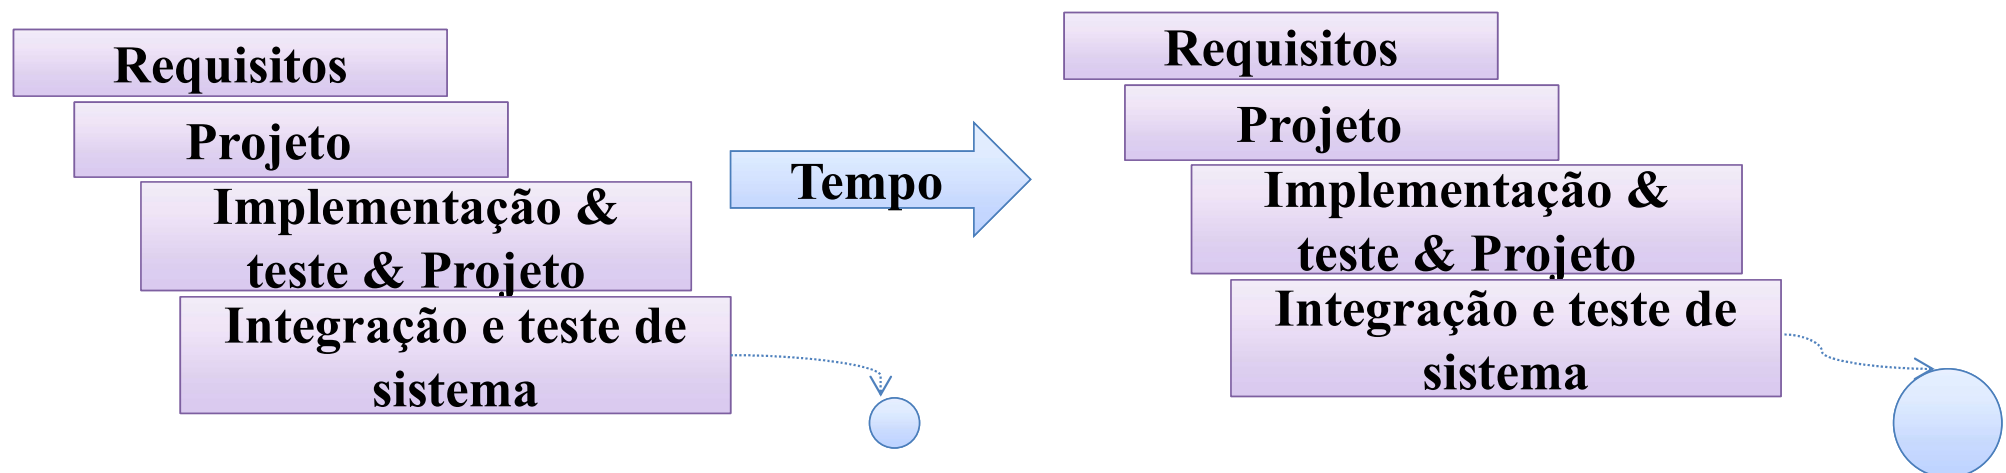 Requisitos
Projeto
Implementação &
teste & Projeto
Integração e teste de
sistema
Tempo
Requisitos
Projeto
Implementação &
teste & Projeto
Integração e teste de
sistema